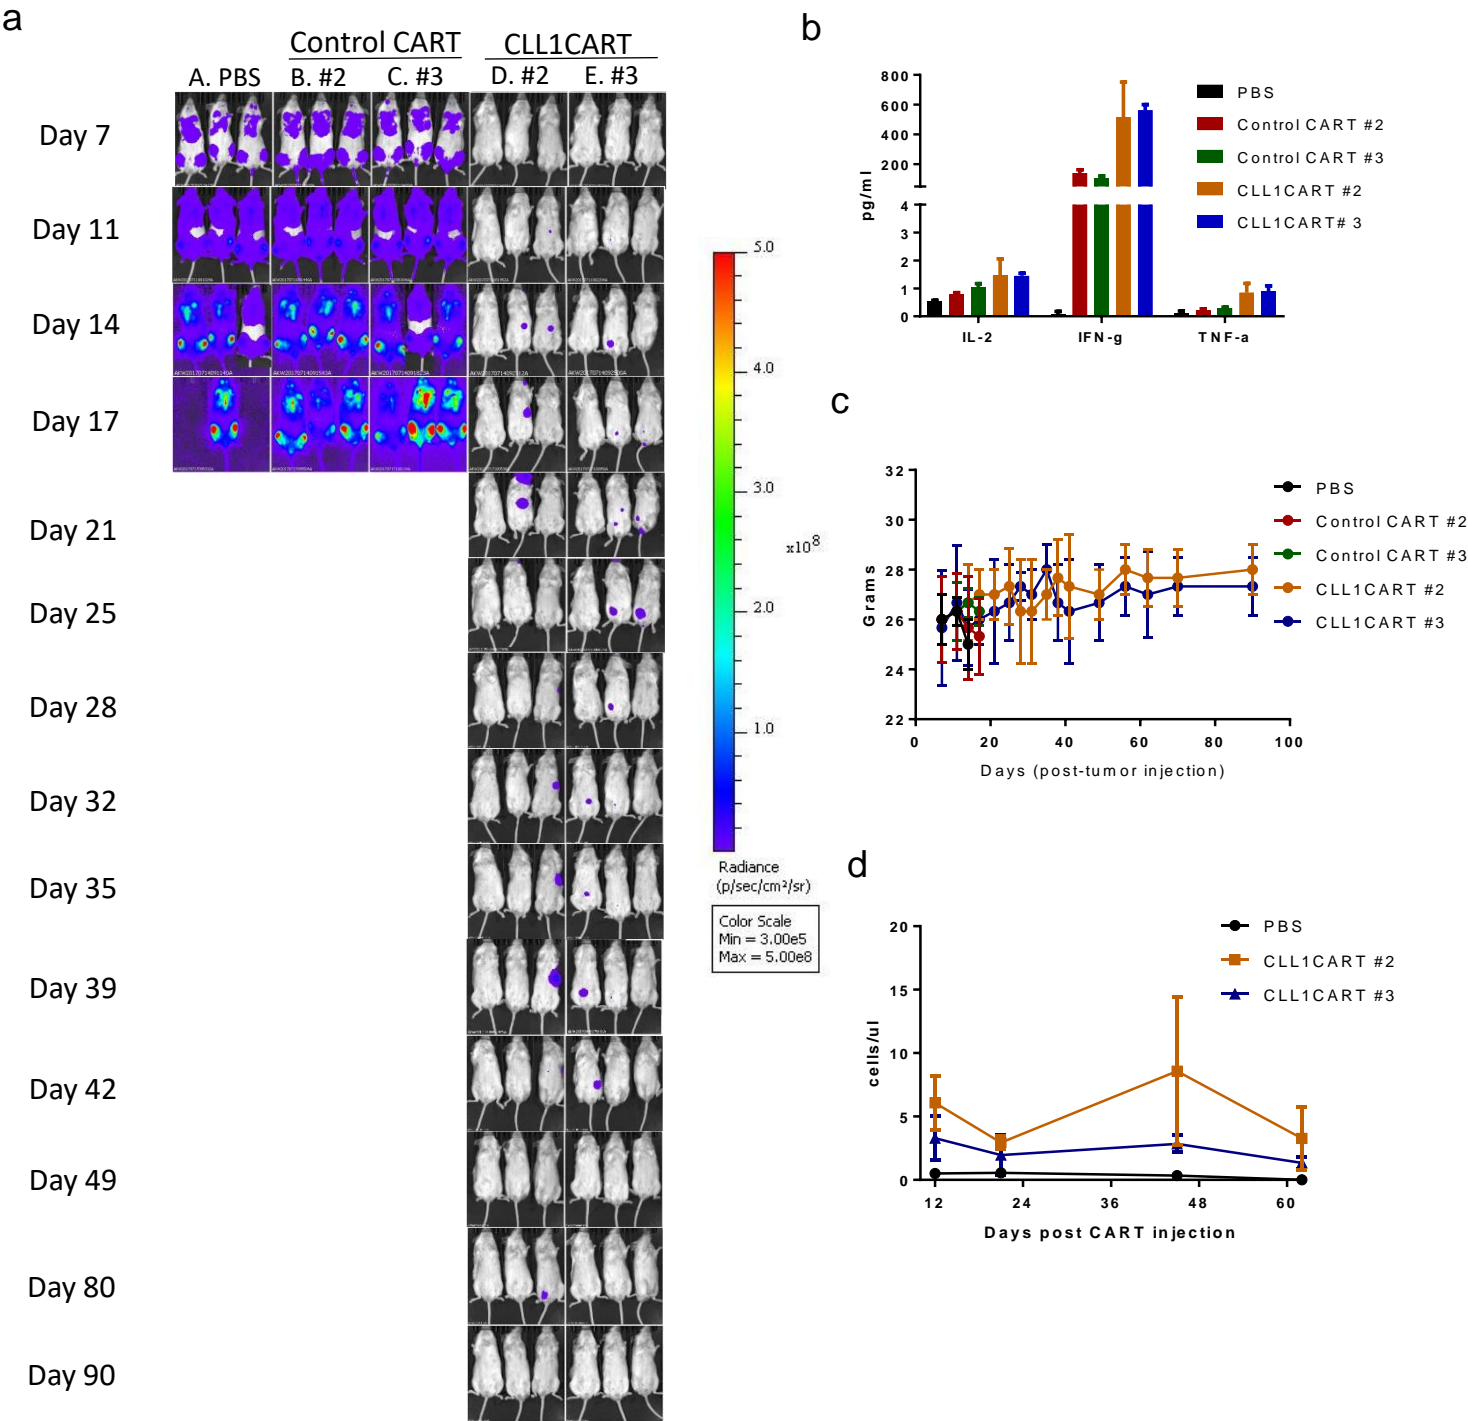 a
Control CART
CLL1CART
A. PBS
B. #2
C. #3
D. #2
E. #3
Day 7
Day 11
Day 14
Day 17
Day 21
Day 25
Day 28
Day 32
Day 35
Day 39
Day 42
Day 49
Day 80
Day 90
5.0
4.0
3.0
x10⁸
2.0
1.0
Radiance
(p/sec/cm²/sr)
Color Scale
Min = 3.00e5
Max = 5.00e8
b
800
600
400
200
4
3
2
1
0
pg/ml
IL-2
IFN-g
TNF-a
PBS
Control CART #2
Control CART #3
CLL1CART #2
CLL1CART# 3
c
32
30
28
26
24
22
Grams
0
20
40
60
80
100
Days (post-tumor injection)
PBS
Control CART #2
Control CART #3
CLL1CART #2
CLL1CART #3
d
20
15
10
5
0
cells/ul
12
24
36
48
60
Days post CART injection
PBS
CLL1CART #2
CLL1CART #3